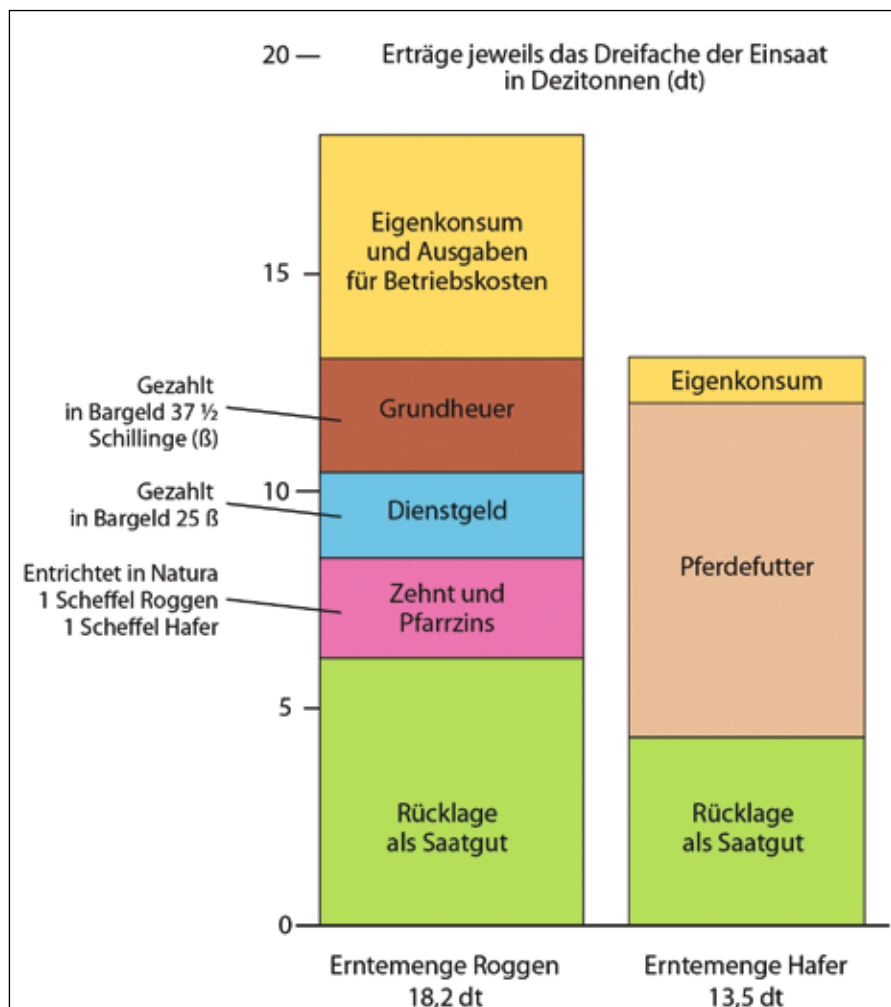 20
Erträge jeweils das Dreifache der Einsaat
in Dezitonnen (dt)
Eigenkonsum
und Ausgaben
für Betriebskosten
15
Gezahlt
in Bargeld 37 ½
Schillinge (ß)
Grundheuer
Eigenkonsum
Gezahlt
in Bargeld 25 ß
10
Dienstgeld
Entrichtet in Natura
1 Scheffel Roggen
1 Scheffel Hafer
Zehnt und
Pfarrzins
Pferdefutter
5
Rücklage
als Saatgut
Rücklage
als Saatgut
0
Erntemenge Roggen
18,2 dt
Erntemenge Hafer
13,5 dt